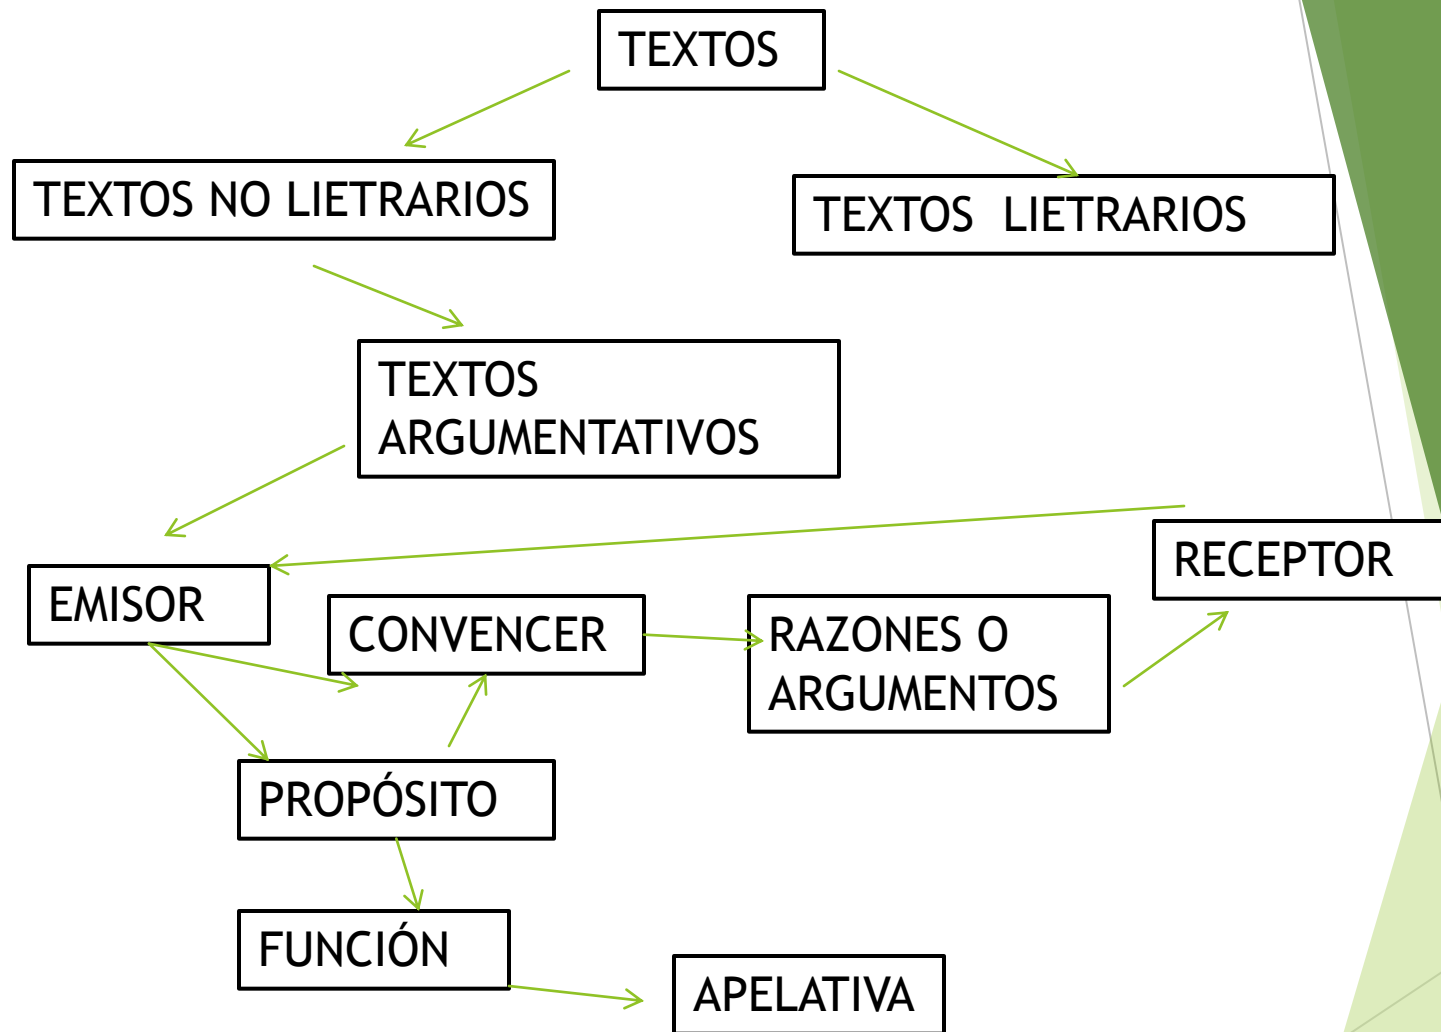 TEXTOS
TEXTOS NO LIETRARIOS
TEXTOS LIETRARIOS
TEXTOS
ARGUMENTATIVOS
RECEPTOR
EMISOR
CONVENCER
RAZONES O
ARGUMENTOS
PROPÓSITO
FUNCIÓN
APELATIVA